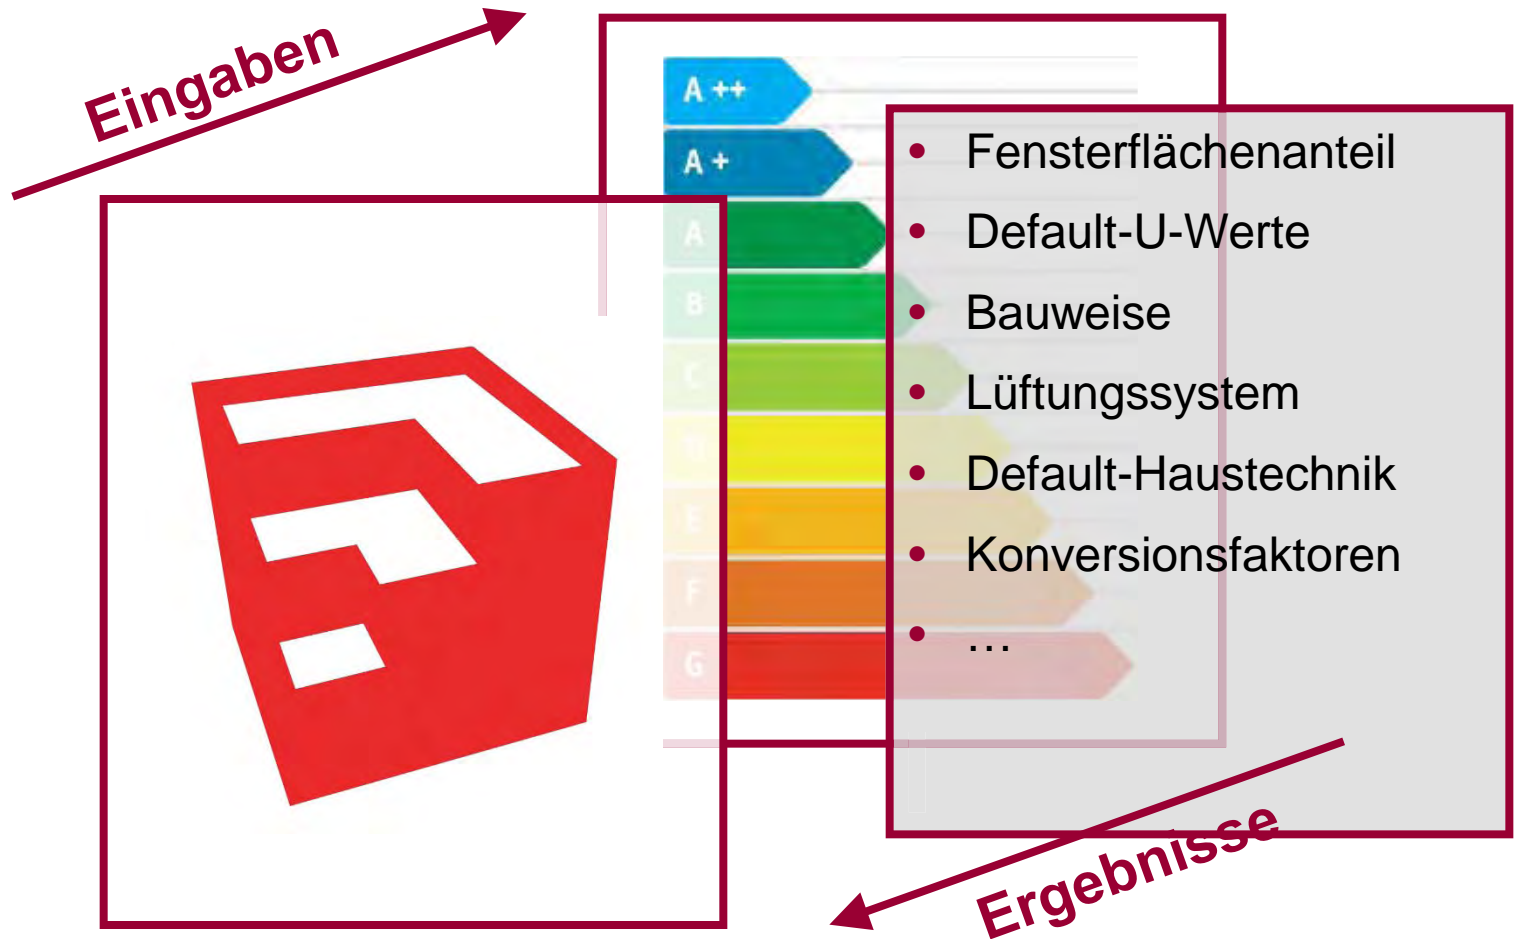 Eingaben
A ++
A +
A
B
C
E
F
G
• Fensterflächenanteil
• Default-U-Werte
• Bauweise
• Lüftungssystem
• Default-Haustechnik
• Konversionsfaktoren
• …
Ergebnisse